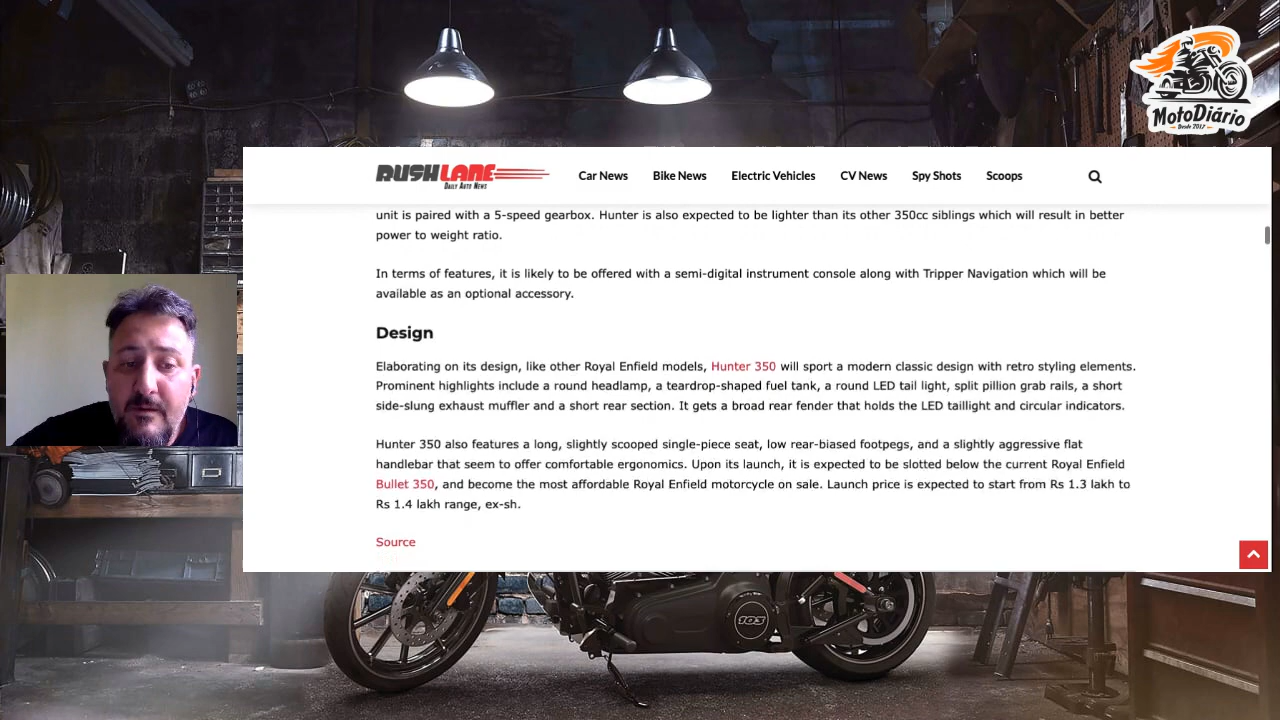 MotoDiário
Desde 2017
RUSHLANE
DAILY AUTO NEWS
Car News
Bike News
Electric Vehicles
CV News
Spy Shots
Scoops
unit is paired with a 5-speed gearbox. Hunter is also expected to be lighter than its other 350cc siblings which will result in better
power to weight ratio.
In terms of features, it is likely to be offered with a semi-digital instrument console along with Tripper Navigation which will be
available as an optional accessory.
Design
Elaborating on its design, like other Royal Enfield models, Hunter 350 will sport a modern classic design with retro styling elements.
Prominent highlights include a round headlamp, a teardrop-shaped fuel tank, a round LED tail light, split pillion grab rails, a short
side-slung exhaust muffler and a short rear section. It gets a broad rear fender that holds the LED taillight and circular indicators.
Hunter 350 also features a long, slightly scooped single-piece seat, low rear-biased footpegs, and a slightly aggressive flat
handlebar that seem to offer comfortable ergonomics. Upon its launch, it is expected to be slotted below the current Royal Enfield
Bullet 350, and become the most affordable Royal Enfield motorcycle on sale. Launch price is expected to start from Rs 1.3 lakh to
Rs 1.4 lakh range, ex-sh.
Source
103